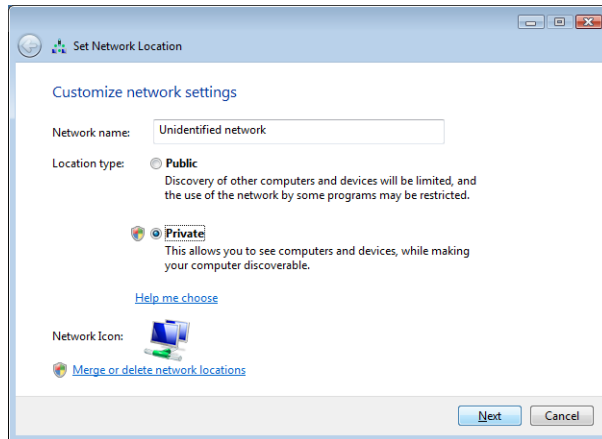 Set Network Location
Customize network settings
Network name: Unidentified network
Location type: Public
Discovery of other computers and devices will be limited, and
the use of the network by some programs may be restricted.
Private
This allows you to see computers and devices, while making
your computer discoverable.
Help me choose
Network Icon:
Merge or delete network locations
Next Cancel